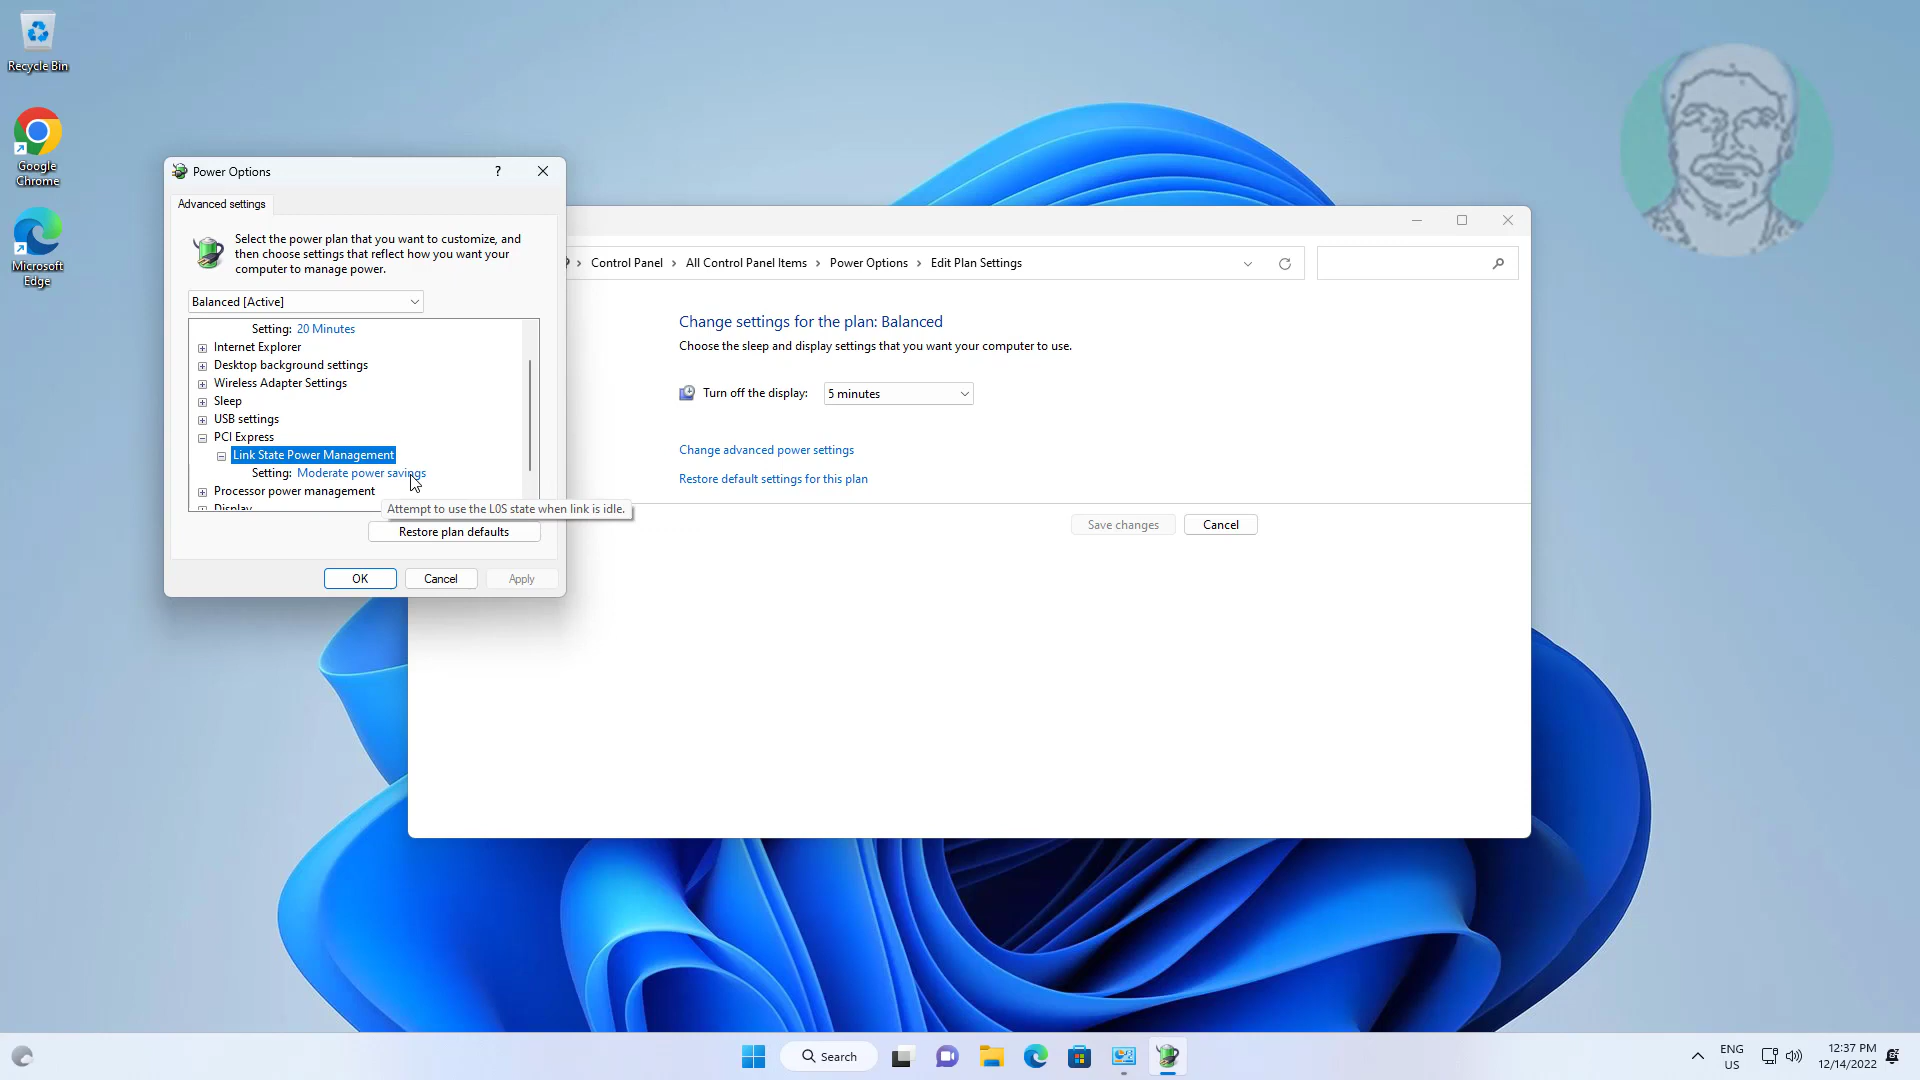 Recycle Bin
Google
Chrome
Microsoft
Edge
Power Options
?
Advanced settings
Select the power plan that you want to customize, and
then choose settings that reflect how you want your
computer to manage power.
Balanced [Active]
Setting: 20 Minutes
Internet Explorer
Desktop background settings
Wireless Adapter Settings
Sleep
USB settings
PCI Express
Link State Power Management
Setting: Moderate power savings
Processor power management
Display
Attempt to use the L0S state when link is idle.
Restore plan defaults
OK
Cancel
Apply
Control Panel > All Control Panel Items > Power Options > Edit Plan Settings
Change settings for the plan: Balanced
Choose the sleep and display settings that you want your computer to use.
Turn off the display:
5 minutes
Change advanced power settings
Restore default settings for this plan
Save changes
Cancel
Search
ENG
US
12:37 PM
12/14/2022